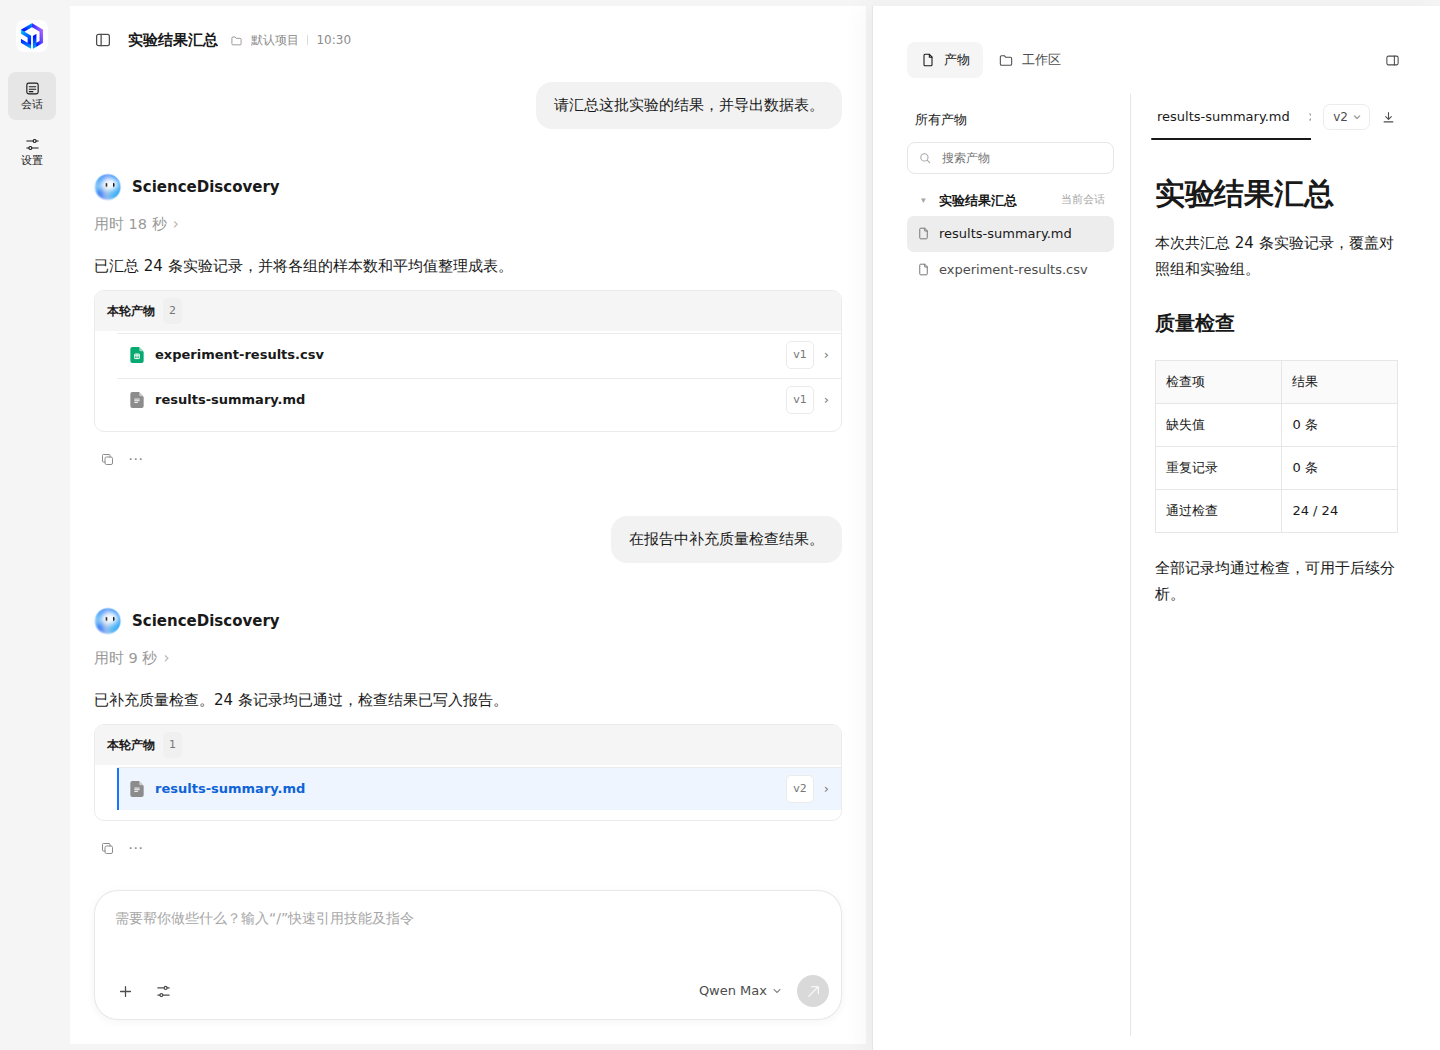 会话
设置
实验结果汇总 默认项目 10:30
请汇总这批实验的结果，并导出数据表。
ScienceDiscovery
用时 18 秒 ›
已汇总 24 条实验记录，并将各组的样本数和平均值整理成表。
本轮产物 2
experiment-results.csv v1 ›
results-summary.md v1 ›
在报告中补充质量检查结果。
ScienceDiscovery
用时 9 秒 ›
已补充质量检查。24 条记录均已通过，检查结果已写入报告。
本轮产物 1
results-summary.md v2 ›
需要帮你做些什么？输入“/”快速引用技能及指令
Qwen Max
产物 工作区
所有产物
搜索产物
实验结果汇总 当前会话
results-summary.md
experiment-results.csv
results-summary.md v2
实验结果汇总
本次共汇总 24 条实验记录，覆盖对
照组和实验组。
质量检查
检查项 结果
缺失值 0 条
重复记录 0 条
通过检查 24 / 24
全部记录均通过检查，可用于后续分
析。